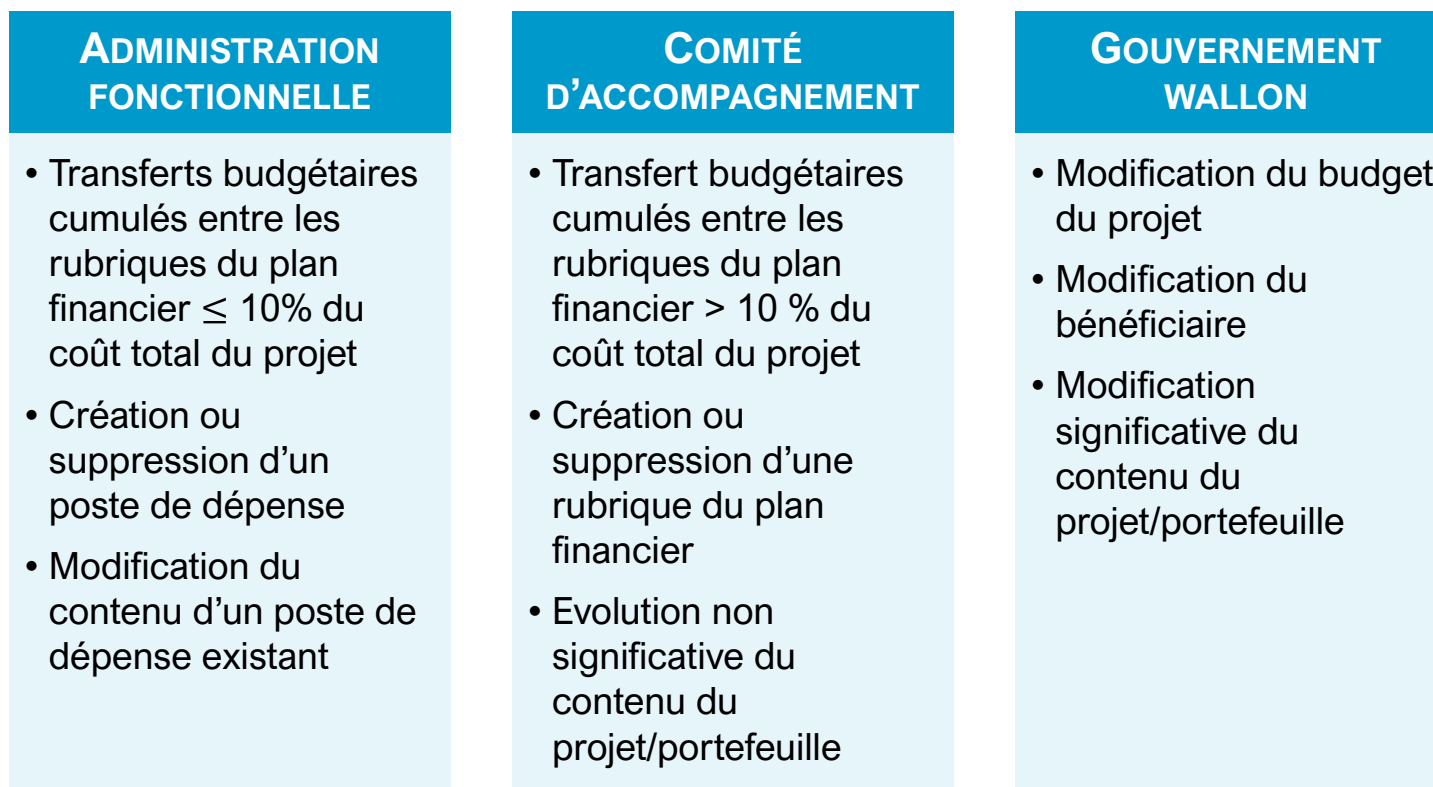 ADMINISTRATION
FONCTIONNELLE
• Transferts budgétaires
cumulés entre les
rubriques du plan
financier ≤ 10% du
coût total du projet
• Création ou
suppression d’un
poste de dépense
• Modification du
contenu d’un poste de
dépense existant
COMITÉ
D’ACCOMPAGNEMENT
• Transfert budgétaires
cumulés entre les
rubriques du plan
financier > 10 % du
coût total du projet
• Création ou
suppression d’une
rubrique du plan
financier
• Evolution non
significative du
contenu du
projet/portefeuille
GOUVERNEMENT
WALLON
• Modification du budget
du projet
• Modification du
bénéficiaire
• Modification
significative du
contenu du
projet/portefeuille